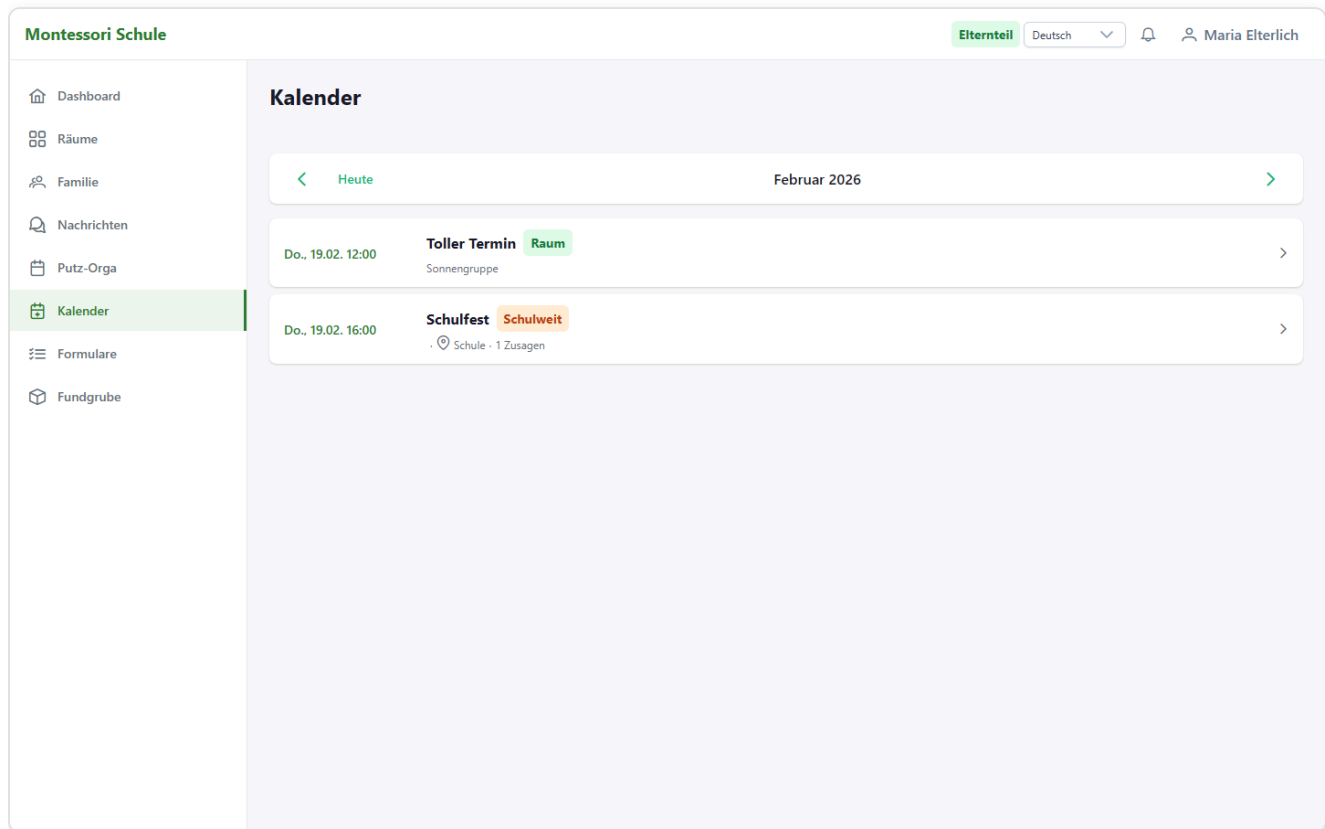 Montessori Schule
Elternteil
Deutsch
Maria Elterlich
Dashboard
Räume
Familie
Nachrichten
Putz-Orga
Kalender
Formulare
Fundgrube
Kalender
Heute
Februar 2026
Do., 19.02. 12:00
Toller Termin Raum
Sonnengruppe
Do., 19.02. 16:00
Schulfest Schulweit
· Schule · 1 Zusagen